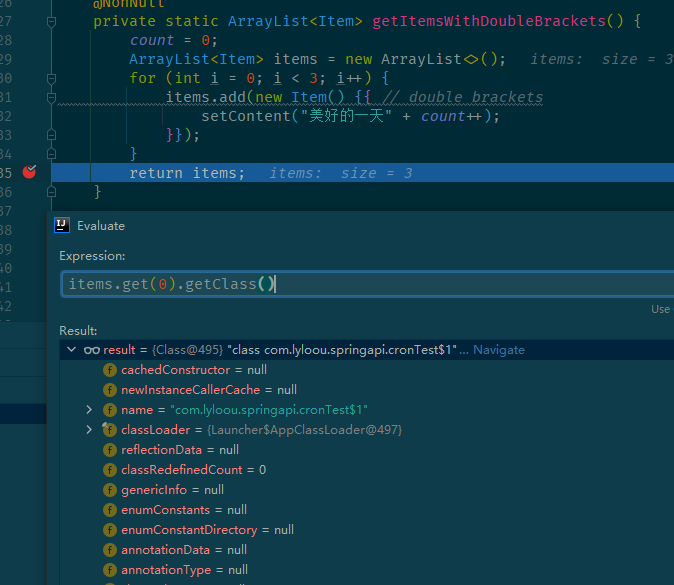 26 @NonNull
27 private static ArrayList<Item> getItemsWithDoubleBrackets() {
28 count = 0;
29 ArrayList<Item> items = new ArrayList<>(); items: size = 3
30 for (int i = 0; i < 3; i++) {
31 items.add(new Item() {{ // double brackets
32 setContent("美好的一天" + count++);
33 }});
34 }
35 return items; items: size = 3
36 }
37
38
39
40
41
42
Evaluate
Expression:
items.get(0).getClass()
Use
Result:
result = {Class@495} "class com.lyloou.springapi.cronTest$1"... Navigate
cachedConstructor = null
newInstanceCallerCache = null
name = "com.lyloou.springapi.cronTest$1"
classLoader = {Launcher$AppClassLoader@497}
reflectionData = null
classRedefinedCount = 0
genericInfo = null
enumConstants = null
enumConstantDirectory = null
annotationData = null
annotationType = null